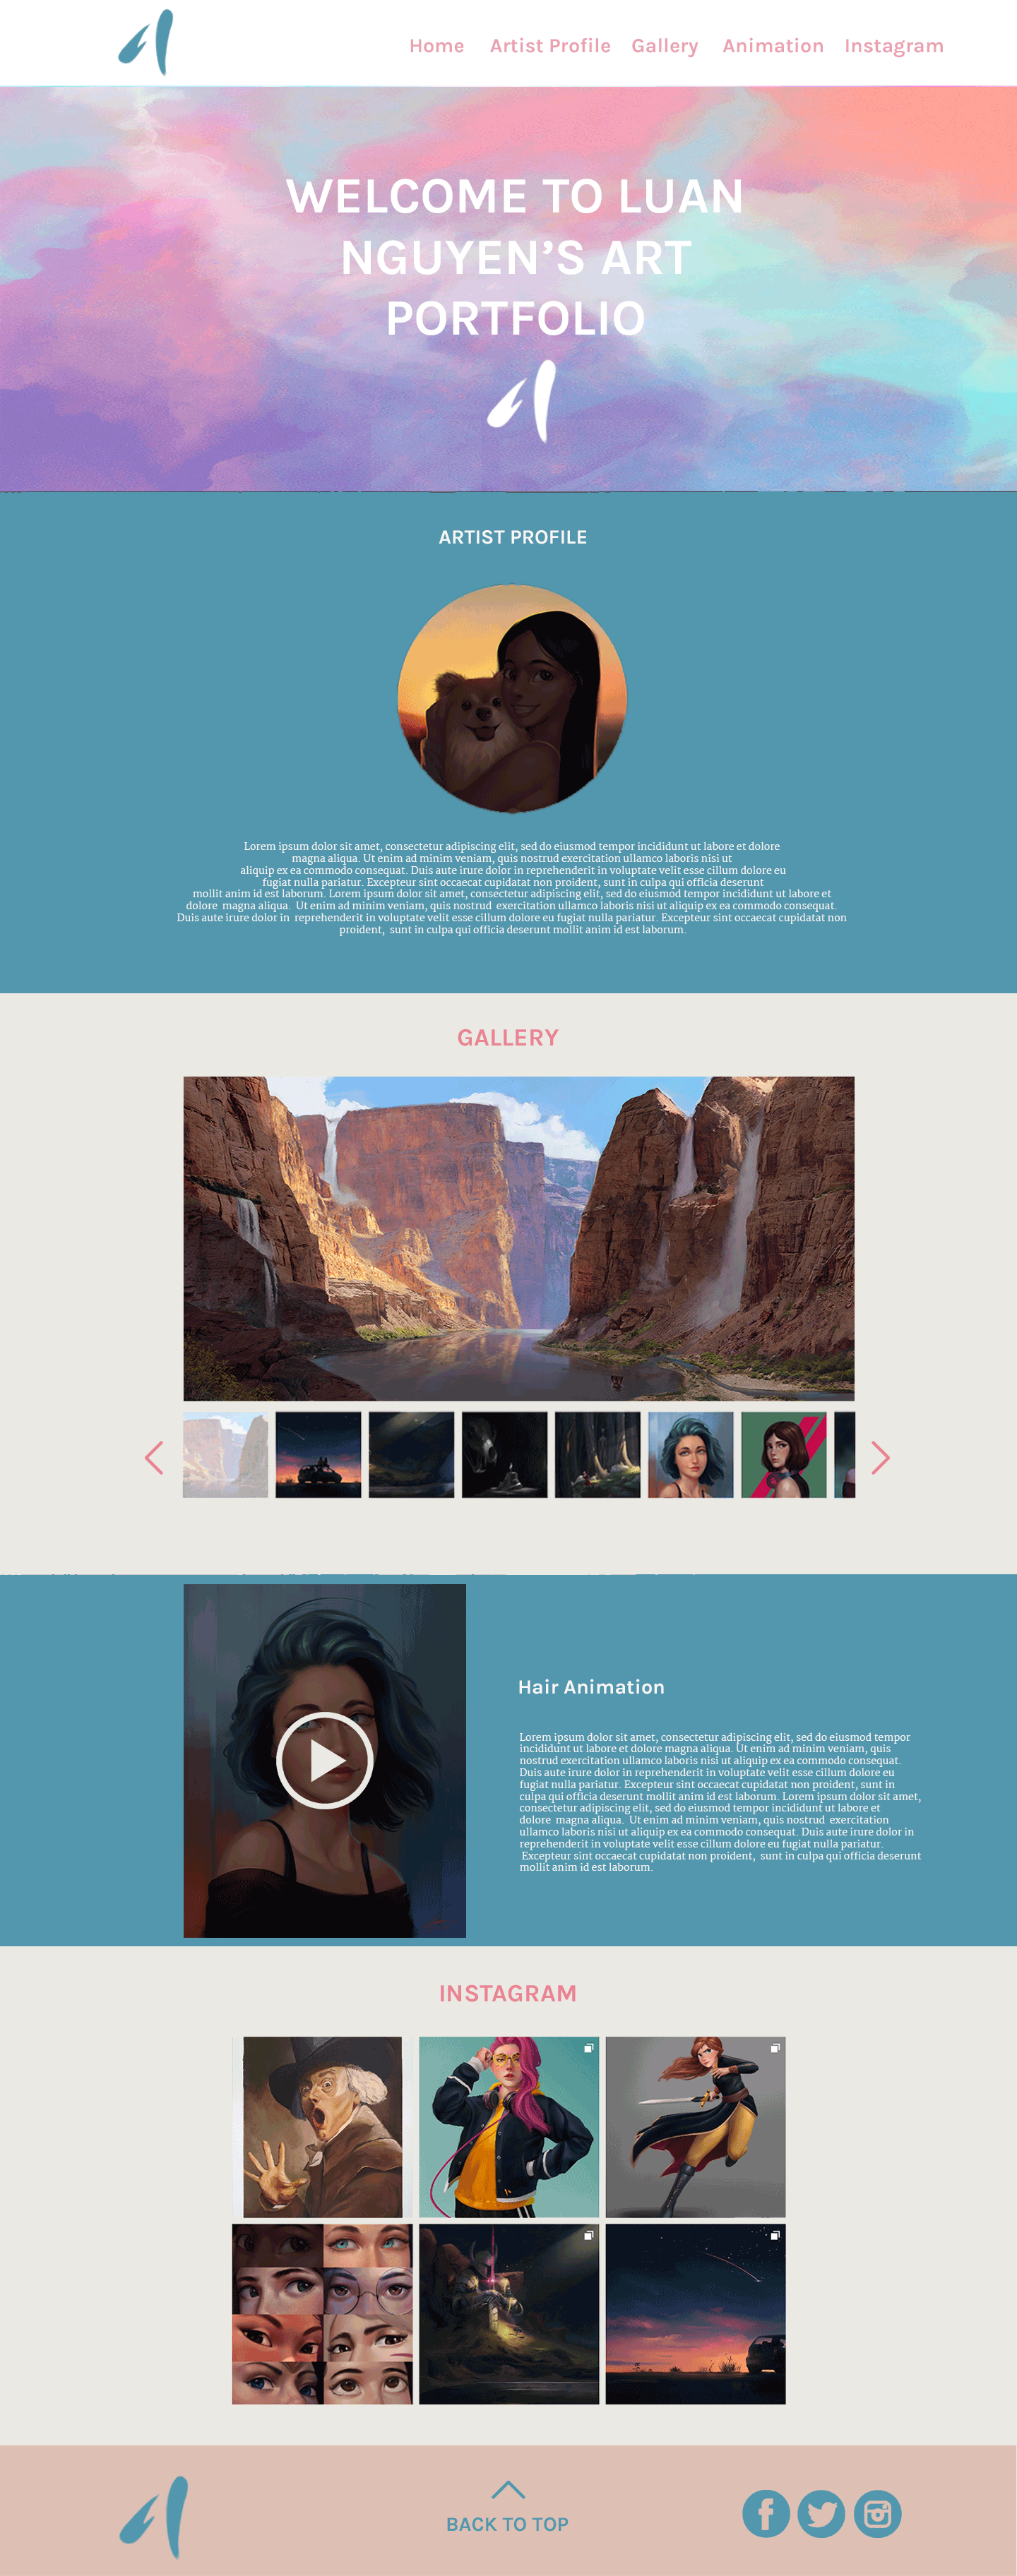 Home Artist Profile Gallery Animation Instagram
WELCOME TO LUAN
NGUYEN’S ART
PORTFOLIO
ARTIST PROFILE
Lorem ipsum dolor sit amet, consectetur adipiscing elit, sed do eiusmod tempor incididunt ut labore et dolore
magna aliqua. Ut enim ad minim veniam, quis nostrud exercitation ullamco laboris nisi ut
aliquip ex ea commodo consequat. Duis aute irure dolor in reprehenderit in voluptate velit esse cillum dolore eu
fugiat nulla pariatur. Excepteur sint occaecat cupidatat non proident, sunt in culpa qui officia deserunt
mollit anim id est laborum. Lorem ipsum dolor sit amet, consectetur adipiscing elit, sed do eiusmod tempor incididunt ut labore et
dolore magna aliqua. Ut enim ad minim veniam, quis nostrud exercitation ullamco laboris nisi ut aliquip ex ea commodo consequat.
Duis aute irure dolor in reprehenderit in voluptate velit esse cillum dolore eu fugiat nulla pariatur. Excepteur sint occaecat cupidatat non
proident, sunt in culpa qui officia deserunt mollit anim id est laborum.
GALLERY
Hair Animation
Lorem ipsum dolor sit amet, consectetur adipiscing elit, sed do eiusmod tempor
incididunt ut labore et dolore magna aliqua. Ut enim ad minim veniam, quis
nostrud exercitation ullamco laboris nisi ut aliquip ex ea commodo consequat.
Duis aute irure dolor in reprehenderit in voluptate velit esse cillum dolore eu
fugiat nulla pariatur. Excepteur sint occaecat cupidatat non proident, sunt in
culpa qui officia deserunt mollit anim id est laborum. Lorem ipsum dolor sit amet,
consectetur adipiscing elit, sed do eiusmod tempor incididunt ut labore et
dolore magna aliqua. Ut enim ad minim veniam, quis nostrud exercitation
ullamco laboris nisi ut aliquip ex ea commodo consequat. Duis aute irure dolor in
reprehenderit in voluptate velit esse cillum dolore eu fugiat nulla pariatur.
Excepteur sint occaecat cupidatat non proident, sunt in culpa qui officia deserunt
mollit anim id est laborum.
INSTAGRAM
BACK TO TOP